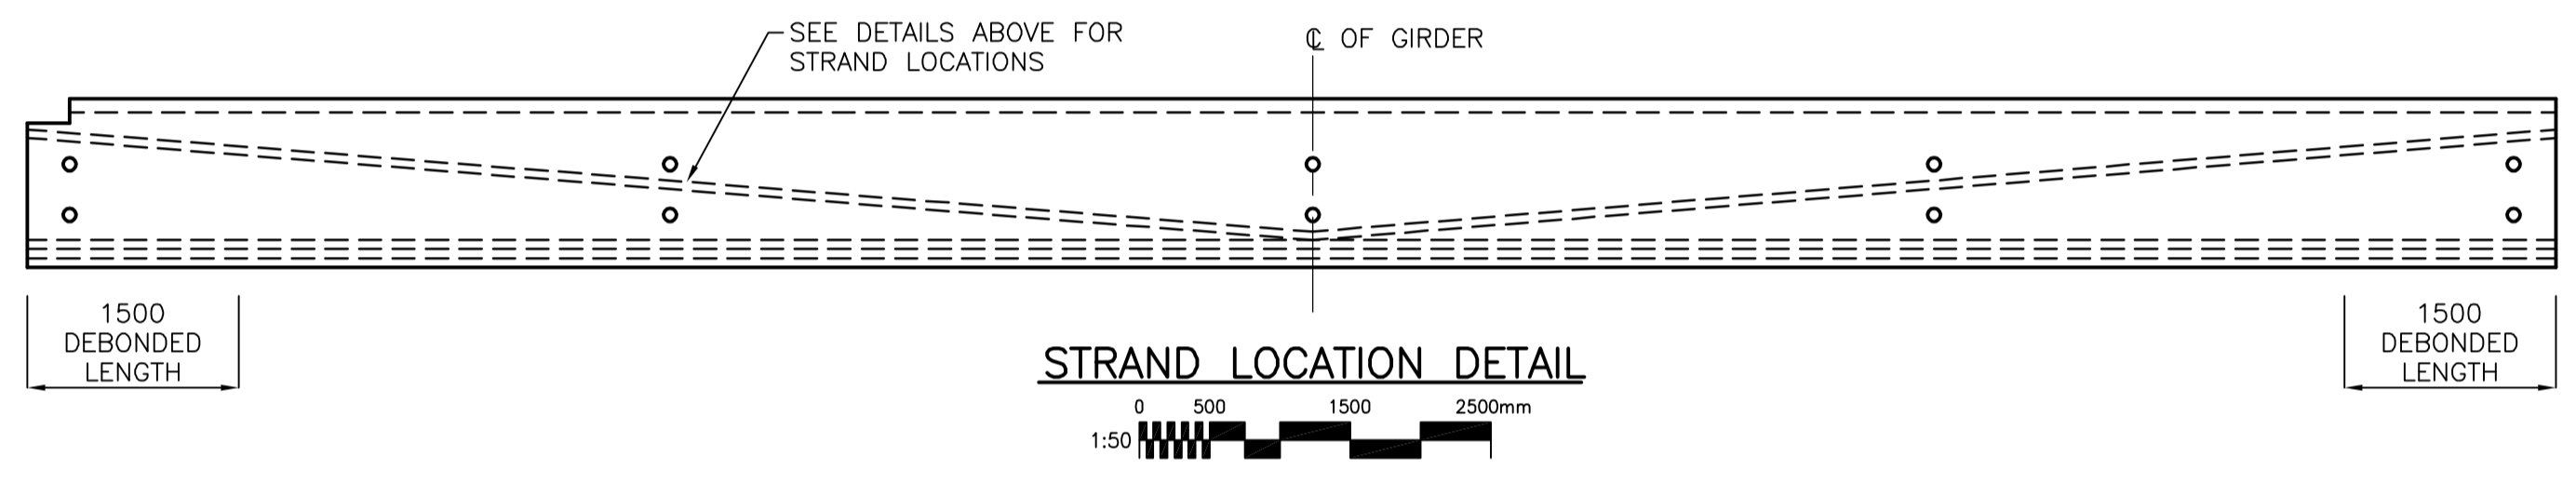 SEE DETAILS ABOVE FOR
STRAND LOCATIONS
℄ OF GIRDER
1500
DEBONDED
LENGTH
1500
DEBONDED
LENGTH
STRAND LOCATION DETAIL
0 500 1500 2500mm
1:50